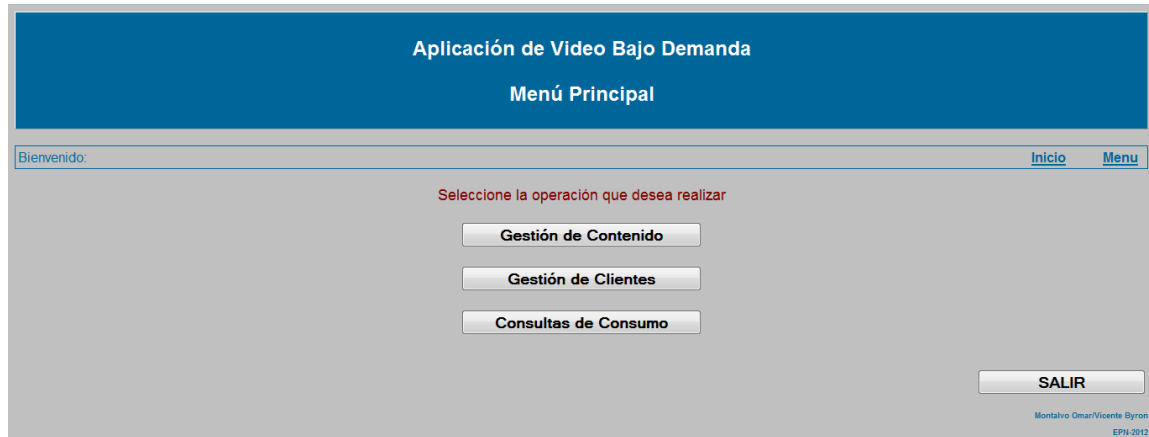 Aplicación de Video Bajo Demanda
Menú Principal
Bienvenido: Inicio Menu
Seleccione la operación que desea realizar
Gestión de Contenido
Gestión de Clientes
Consultas de Consumo
SALIR
Montalvo Omar/Vicente Byron
EPN-2012